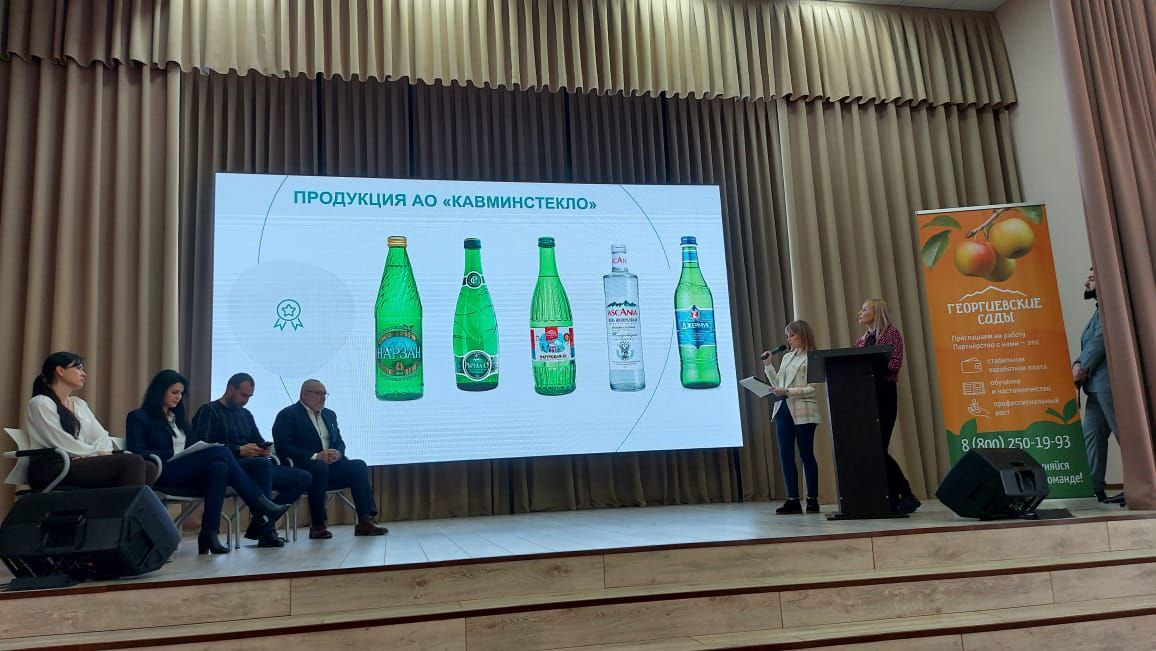 ПРОДУКЦИЯ АО «КАВМИНСТЕКЛО»
НАРЗАН
ASCANIA
ДЖЕРМУК
ГЕОРГИЕВСКИЕ
САДЫ
Приглашаем на работу.
Партнёрство с нами — это:
стабильная
заработная плата
обучение
и наставничество
профессиональный
рост
8 (800) 250-19-93
оманде!